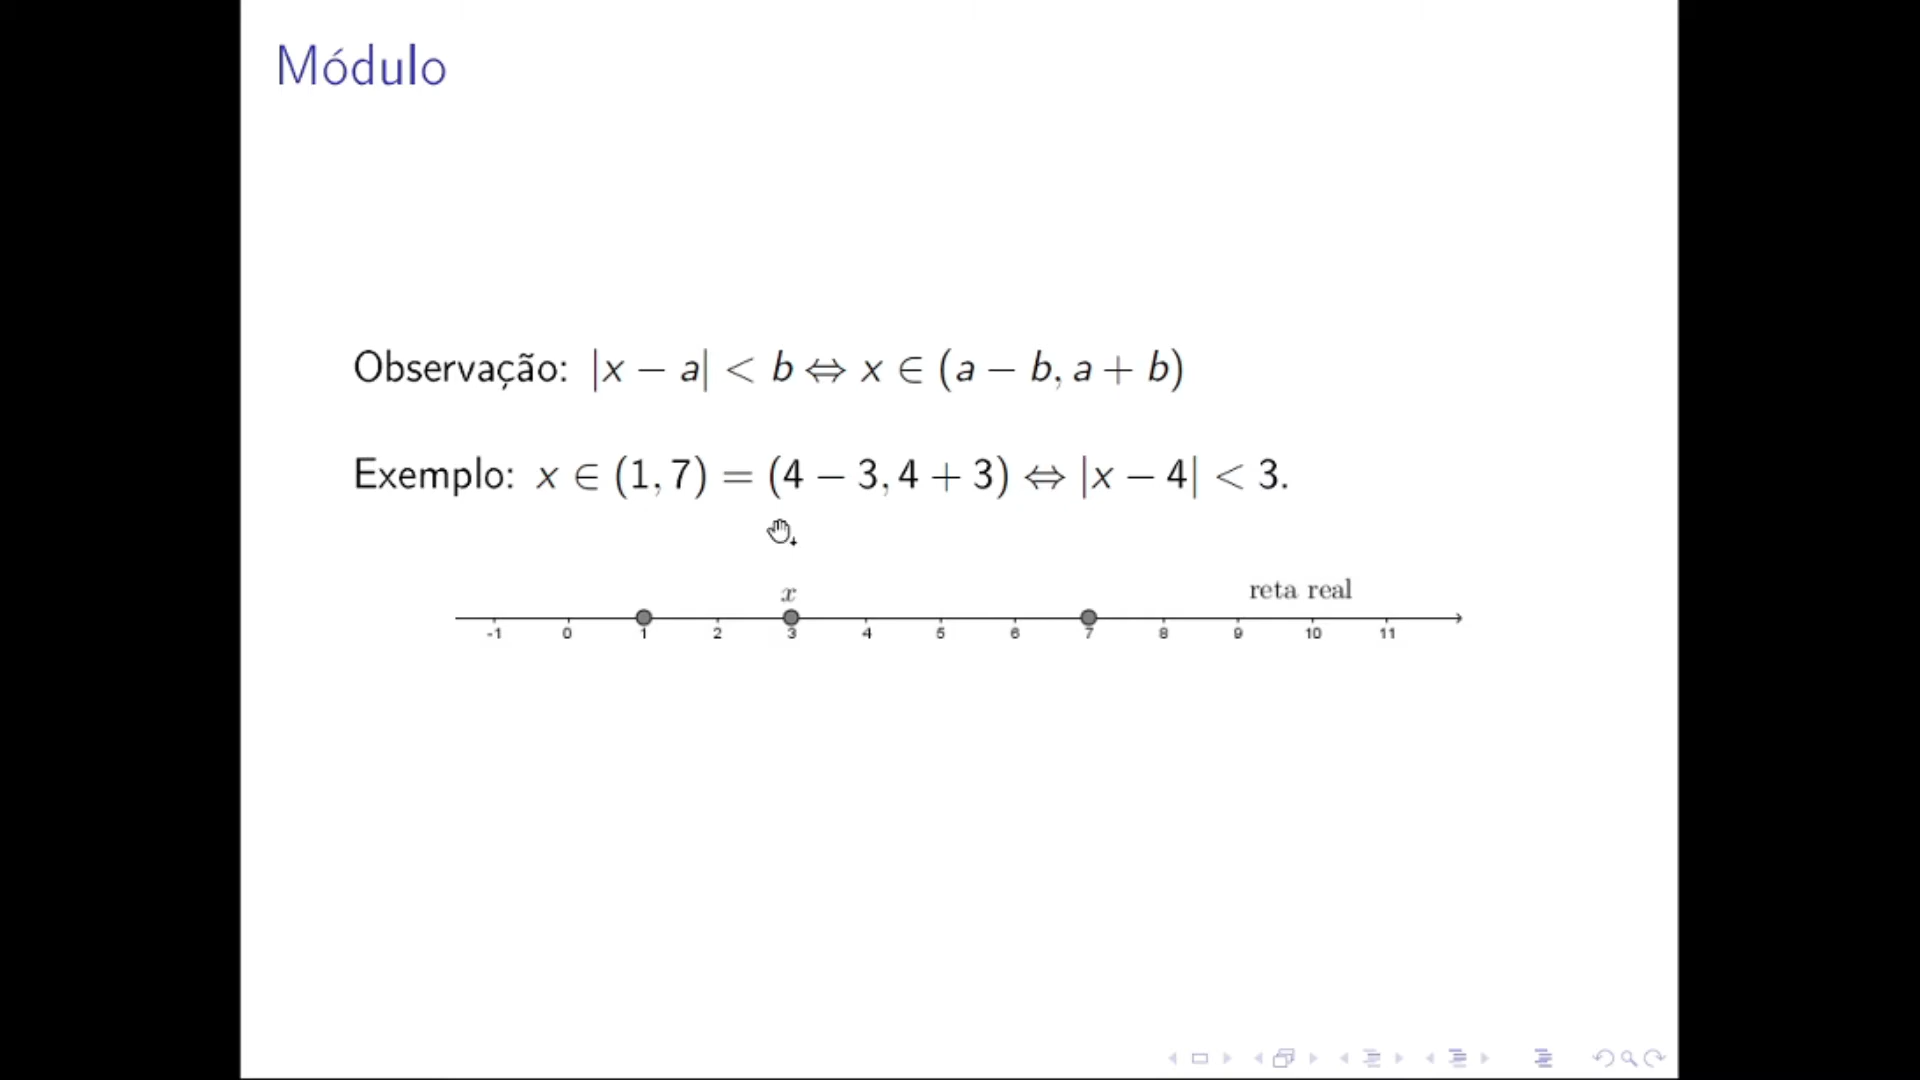 Módulo
Observação: |x − a| < b ⇔ x ∈ (a − b, a + b)
Exemplo: x ∈ (1, 7) = (4 − 3, 4 + 3) ⇔ |x − 4| < 3.
x reta real
-1 0 1 2 3 4 5 6 7 8 9 10 11